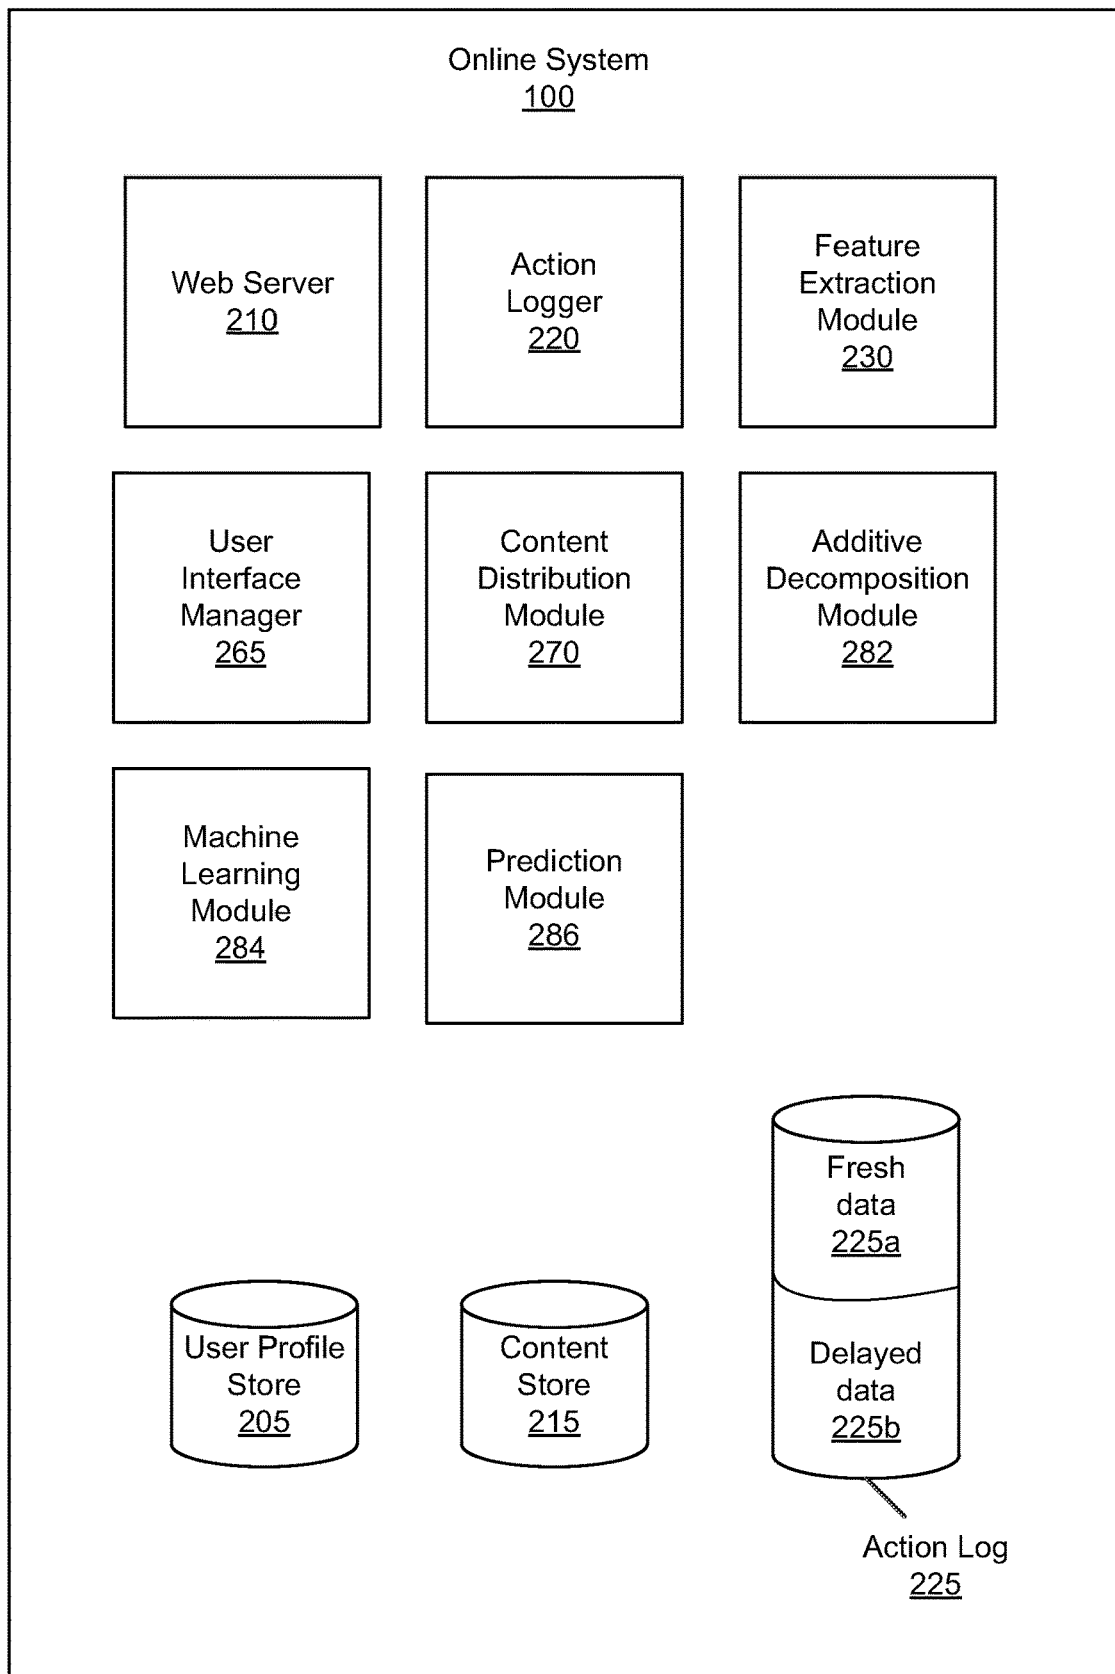 Online System
100
Web Server
210
Action
Logger
220
Feature
Extraction
Module
230
User
Interface
Manager
265
Content
Distribution
Module
270
Additive
Decomposition
Module
282
Machine
Learning
Module
284
Prediction
Module
286
Fresh
data
225a
User Profile
Store
205
Content
Store
215
Delayed
data
225b
Action Log
225